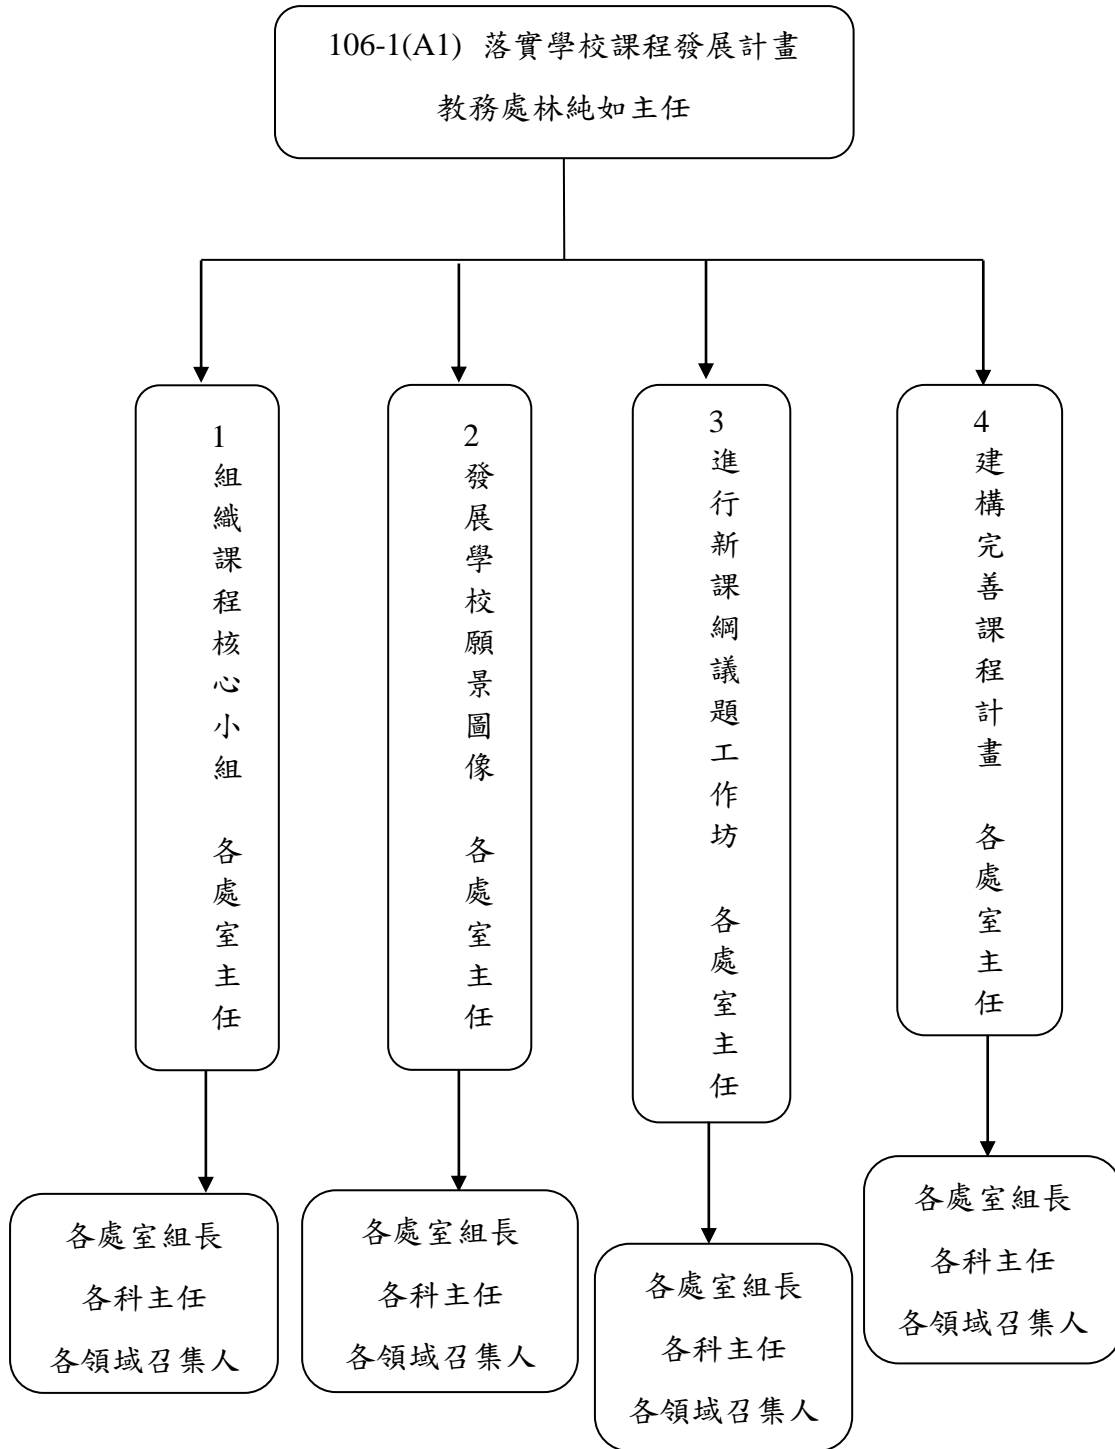 106-1(A1) 落實學校課程發展計畫
教務處林純如主任
1
組織課程核心小組 各處室主任
2
發展學校願景圖像 各處室主任
3
進行新課綱議題工作坊 各處室主任
4
建構完善課程計畫 各處室主任
各處室組長
各科主任
各領域召集人
各處室組長
各科主任
各領域召集人
各處室組長
各科主任
各領域召集人
各處室組長
各科主任
各領域召集人